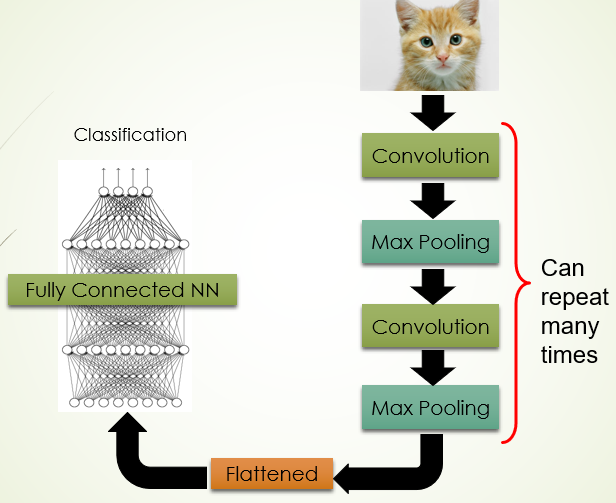 Convolution
Max Pooling
Convolution
Max Pooling
Can
repeat
many
times
Flattened
Fully Connected NN
Classification